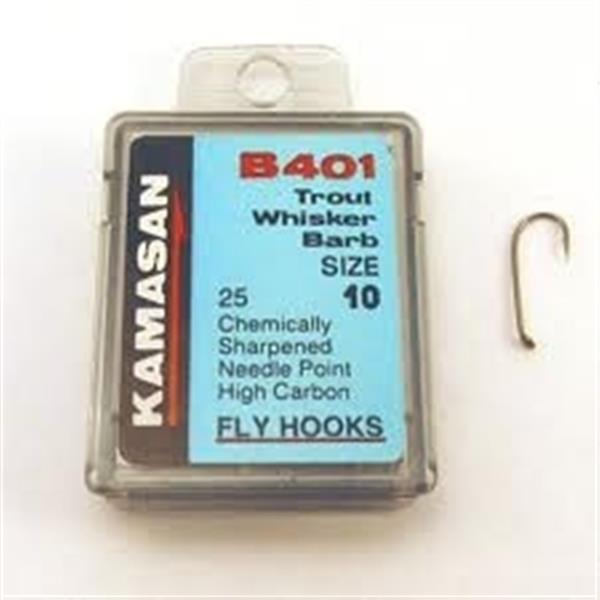 KAMASAN
B401
Trout
Whisker
Barb
SIZE
25 10
Chemically
Sharpened
Needle Point
High Carbon
FLY HOOKS